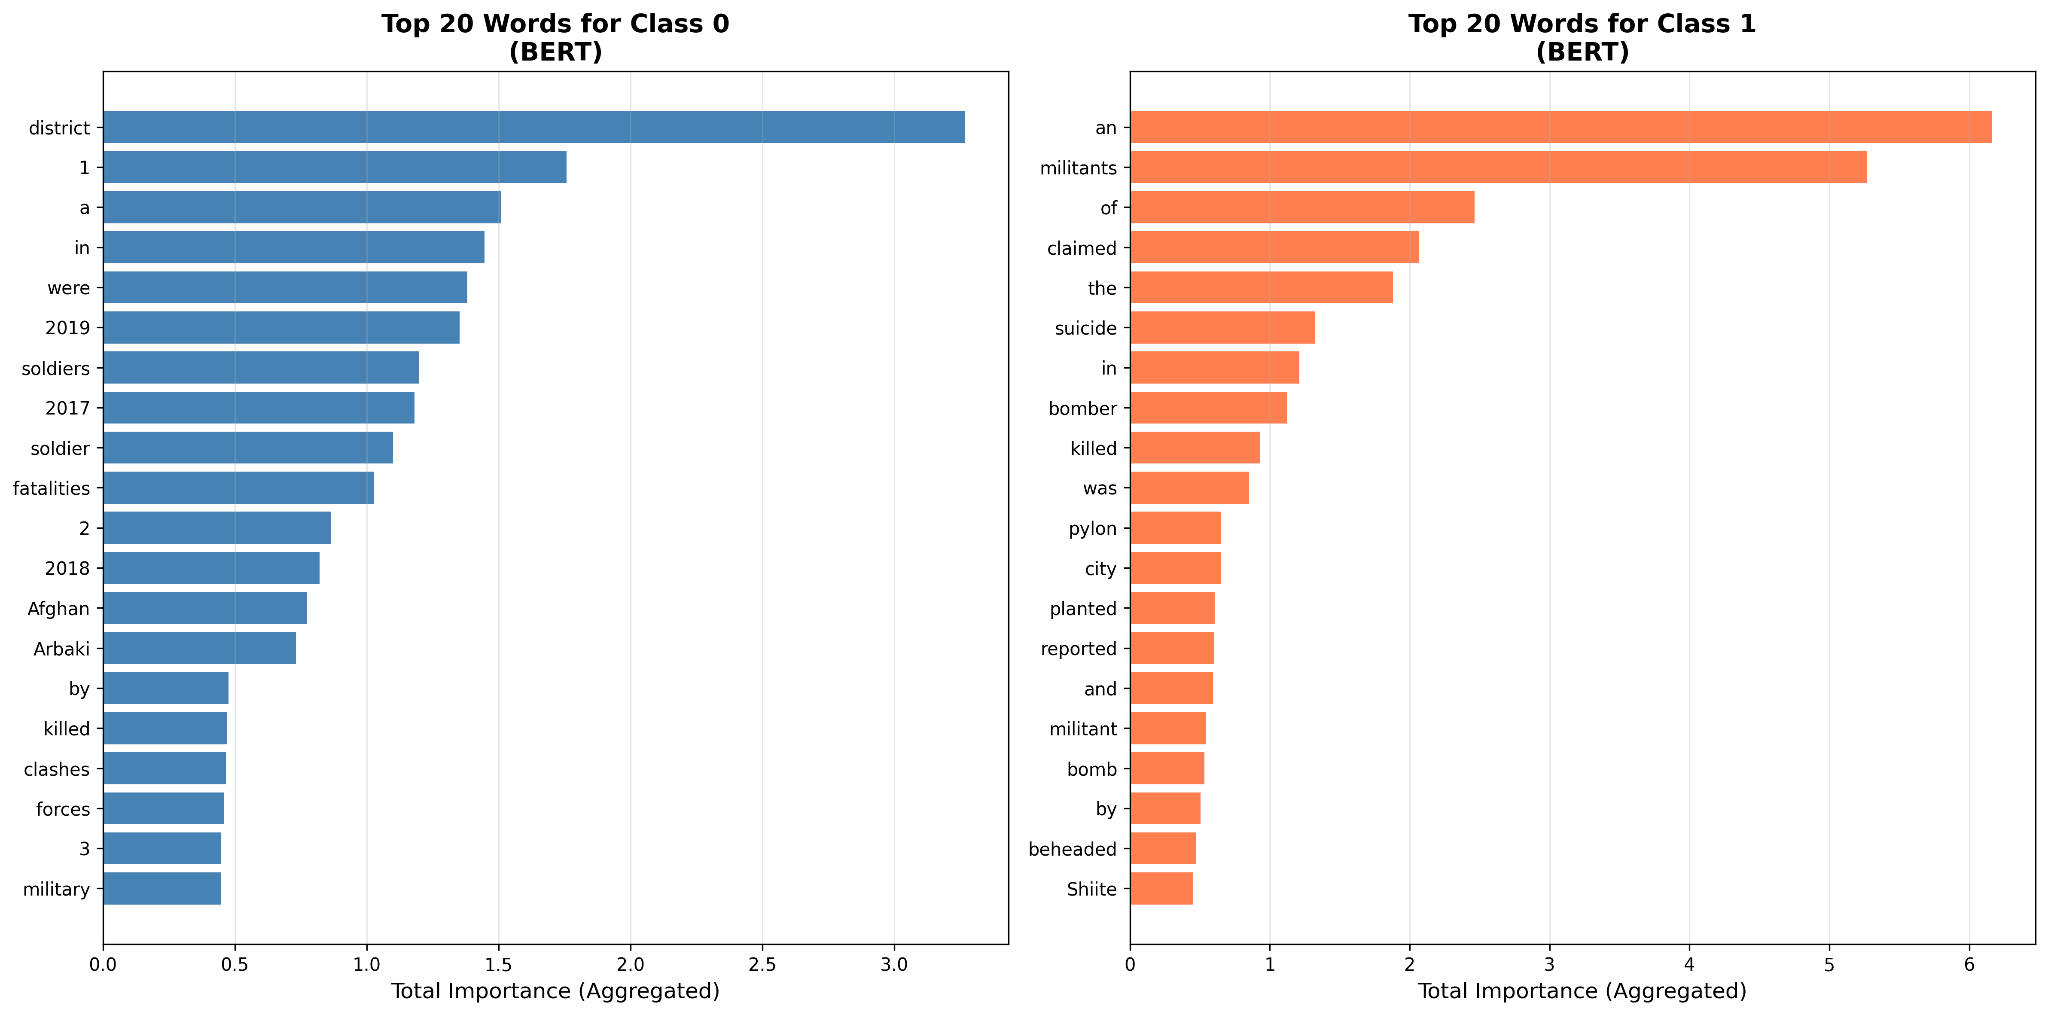 Top 20 Words for Class 0
(BERT)
district
1
a
in
were
2019
soldiers
2017
soldier
fatalities
2
2018
Afghan
Arbaki
by
killed
clashes
forces
3
military
0.0 0.5 1.0 1.5 2.0 2.5 3.0
Total Importance (Aggregated)
Top 20 Words for Class 1
(BERT)
an
militants
of
claimed
the
suicide
in
bomber
killed
was
pylon
city
planted
reported
and
militant
bomb
by
beheaded
Shiite
0 1 2 3 4 5 6
Total Importance (Aggregated)